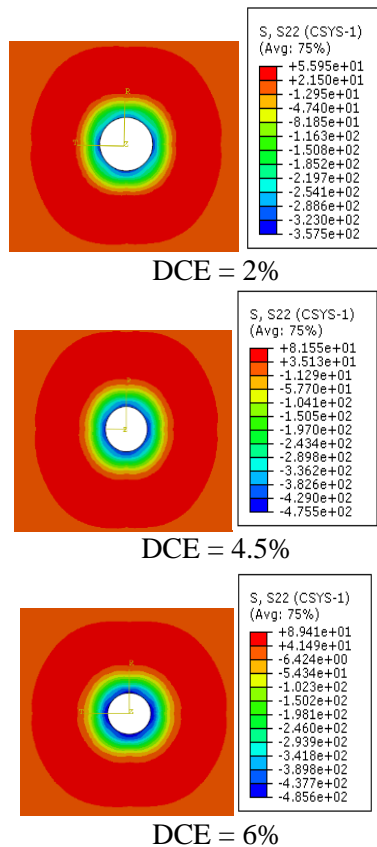 S, S22 (CSYS-1)
(Avg: 75%)
+5.595e+01
+2.150e+01
-1.295e+01
-4.740e+01
-8.185e+01
-1.163e+02
-1.508e+02
-1.852e+02
-2.197e+02
-2.541e+02
-2.886e+02
-3.230e+02
-3.575e+02
R
T
DCE = 2%
S, S22 (CSYS-1)
(Avg: 75%)
+8.155e+01
+3.513e+01
-1.129e+01
-5.770e+01
-1.041e+02
-1.505e+02
-1.970e+02
-2.434e+02
-2.898e+02
-3.362e+02
-3.826e+02
-4.290e+02
-4.755e+02
DCE = 4.5%
S, S22 (CSYS-1)
(Avg: 75%)
+8.941e+01
+4.149e+01
-6.424e+00
-5.434e+01
-1.023e+02
-1.502e+02
-1.981e+02
-2.460e+02
-2.939e+02
-3.418e+02
-3.898e+02
-4.377e+02
-4.856e+02
R
T
DCE = 6%